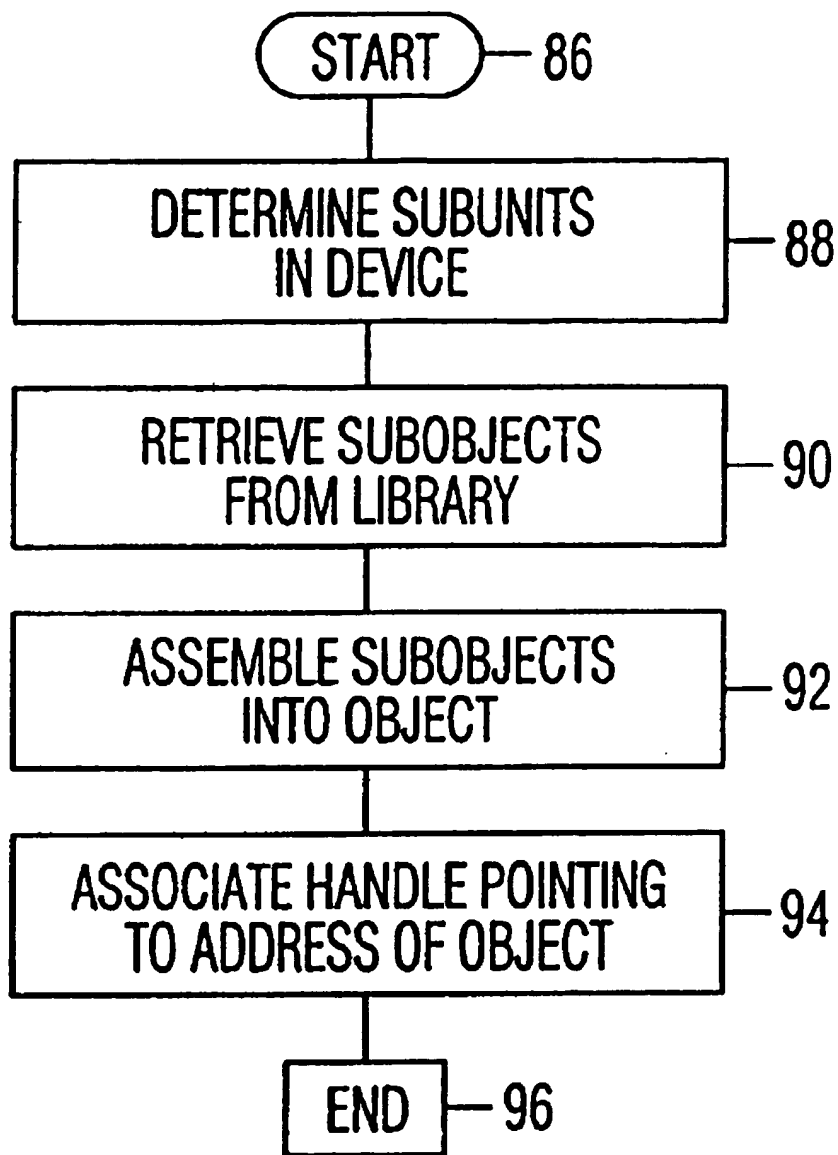 START 86
DETERMINE SUBUNITS
IN DEVICE
88
RETRIEVE SUBOBJECTS
FROM LIBRARY
90
ASSEMBLE SUBOBJECTS
INTO OBJECT
92
ASSOCIATE HANDLE POINTING
TO ADDRESS OF OBJECT
94
END 96